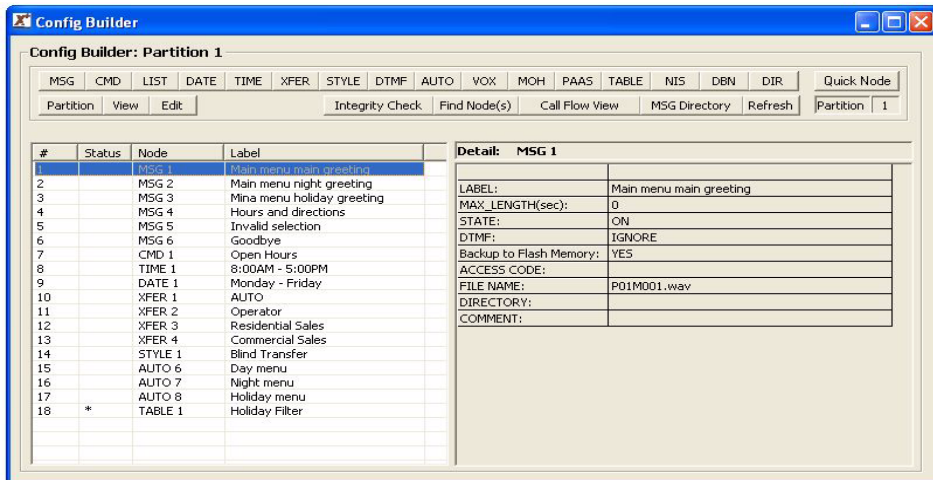 Config Builder
Config Builder: Partition 1
MSG CMD LIST DATE TIME XFER STYLE DTMF AUTO VOX MOH PAAS TABLE NIS DBN DIR Quick Node
Partition View Edit Integrity Check Find Node(s) Call Flow View MSG Directory Refresh Partition 1
# Status Node Label
1 MSG 1 Main menu main greeting
2 MSG 2 Main menu night greeting
3 MSG 3 Mina menu holiday greeting
4 MSG 4 Hours and directions
5 MSG 5 Invalid selection
6 MSG 6 Goodbye
7 CMD 1 Open Hours
8 TIME 1 8:00AM - 5:00PM
9 DATE 1 Monday - Friday
10 XFER 1 AUTO
11 XFER 2 Operator
12 XFER 3 Residential Sales
13 XFER 4 Commercial Sales
14 STYLE 1 Blind Transfer
15 AUTO 6 Day menu
16 AUTO 7 Night menu
17 AUTO 8 Holiday menu
18 * TABLE 1 Holiday Filter
Detail: MSG 1
LABEL: Main menu main greeting
MAX_LENGTH(sec): 0
STATE: ON
DTMF: IGNORE
Backup to Flash Memory: YES
ACCESS CODE:
FILE NAME: P01M001.wav
DIRECTORY:
COMMENT: